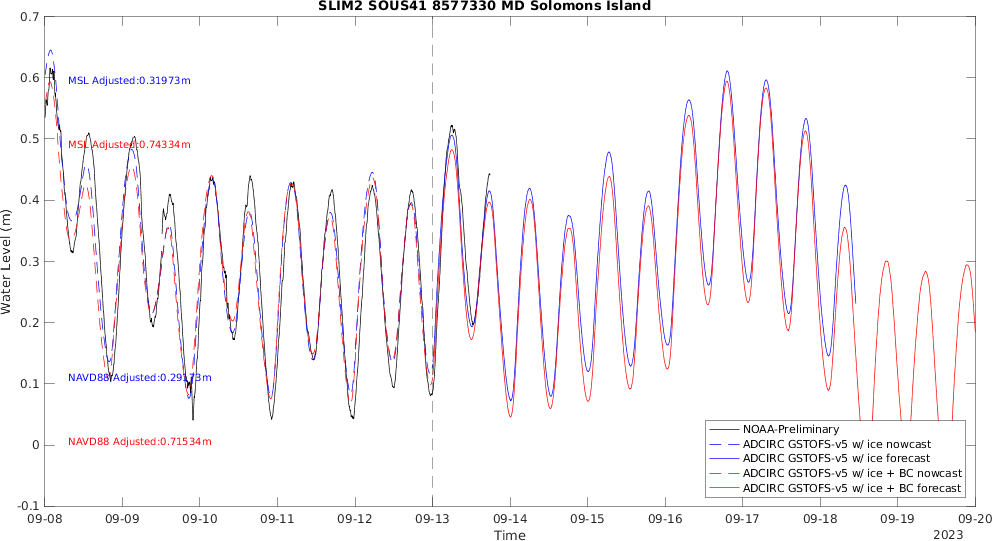 SLIM2 SOUS41 8577330 MD Solomons Island
0.7
0.6
0.5
0.4
0.3
0.2
0.1
0
-0.1
Water Level (m)
MSL Adjusted:0.31973m
MSL Adjusted:0.74334m
NAVD88 Adjusted:0.29173m
NAVD88 Adjusted:0.71534m
NOAA-Preliminary
ADCIRC GSTOFS-v5 w/ ice nowcast
ADCIRC GSTOFS-v5 w/ ice forecast
ADCIRC GSTOFS-v5 w/ ice + BC nowcast
ADCIRC GSTOFS-v5 w/ ice + BC forecast
09-08 09-09 09-10 09-11 09-12 09-13 09-14 09-15 09-16 09-17 09-18 09-19 09-20
Time
2023